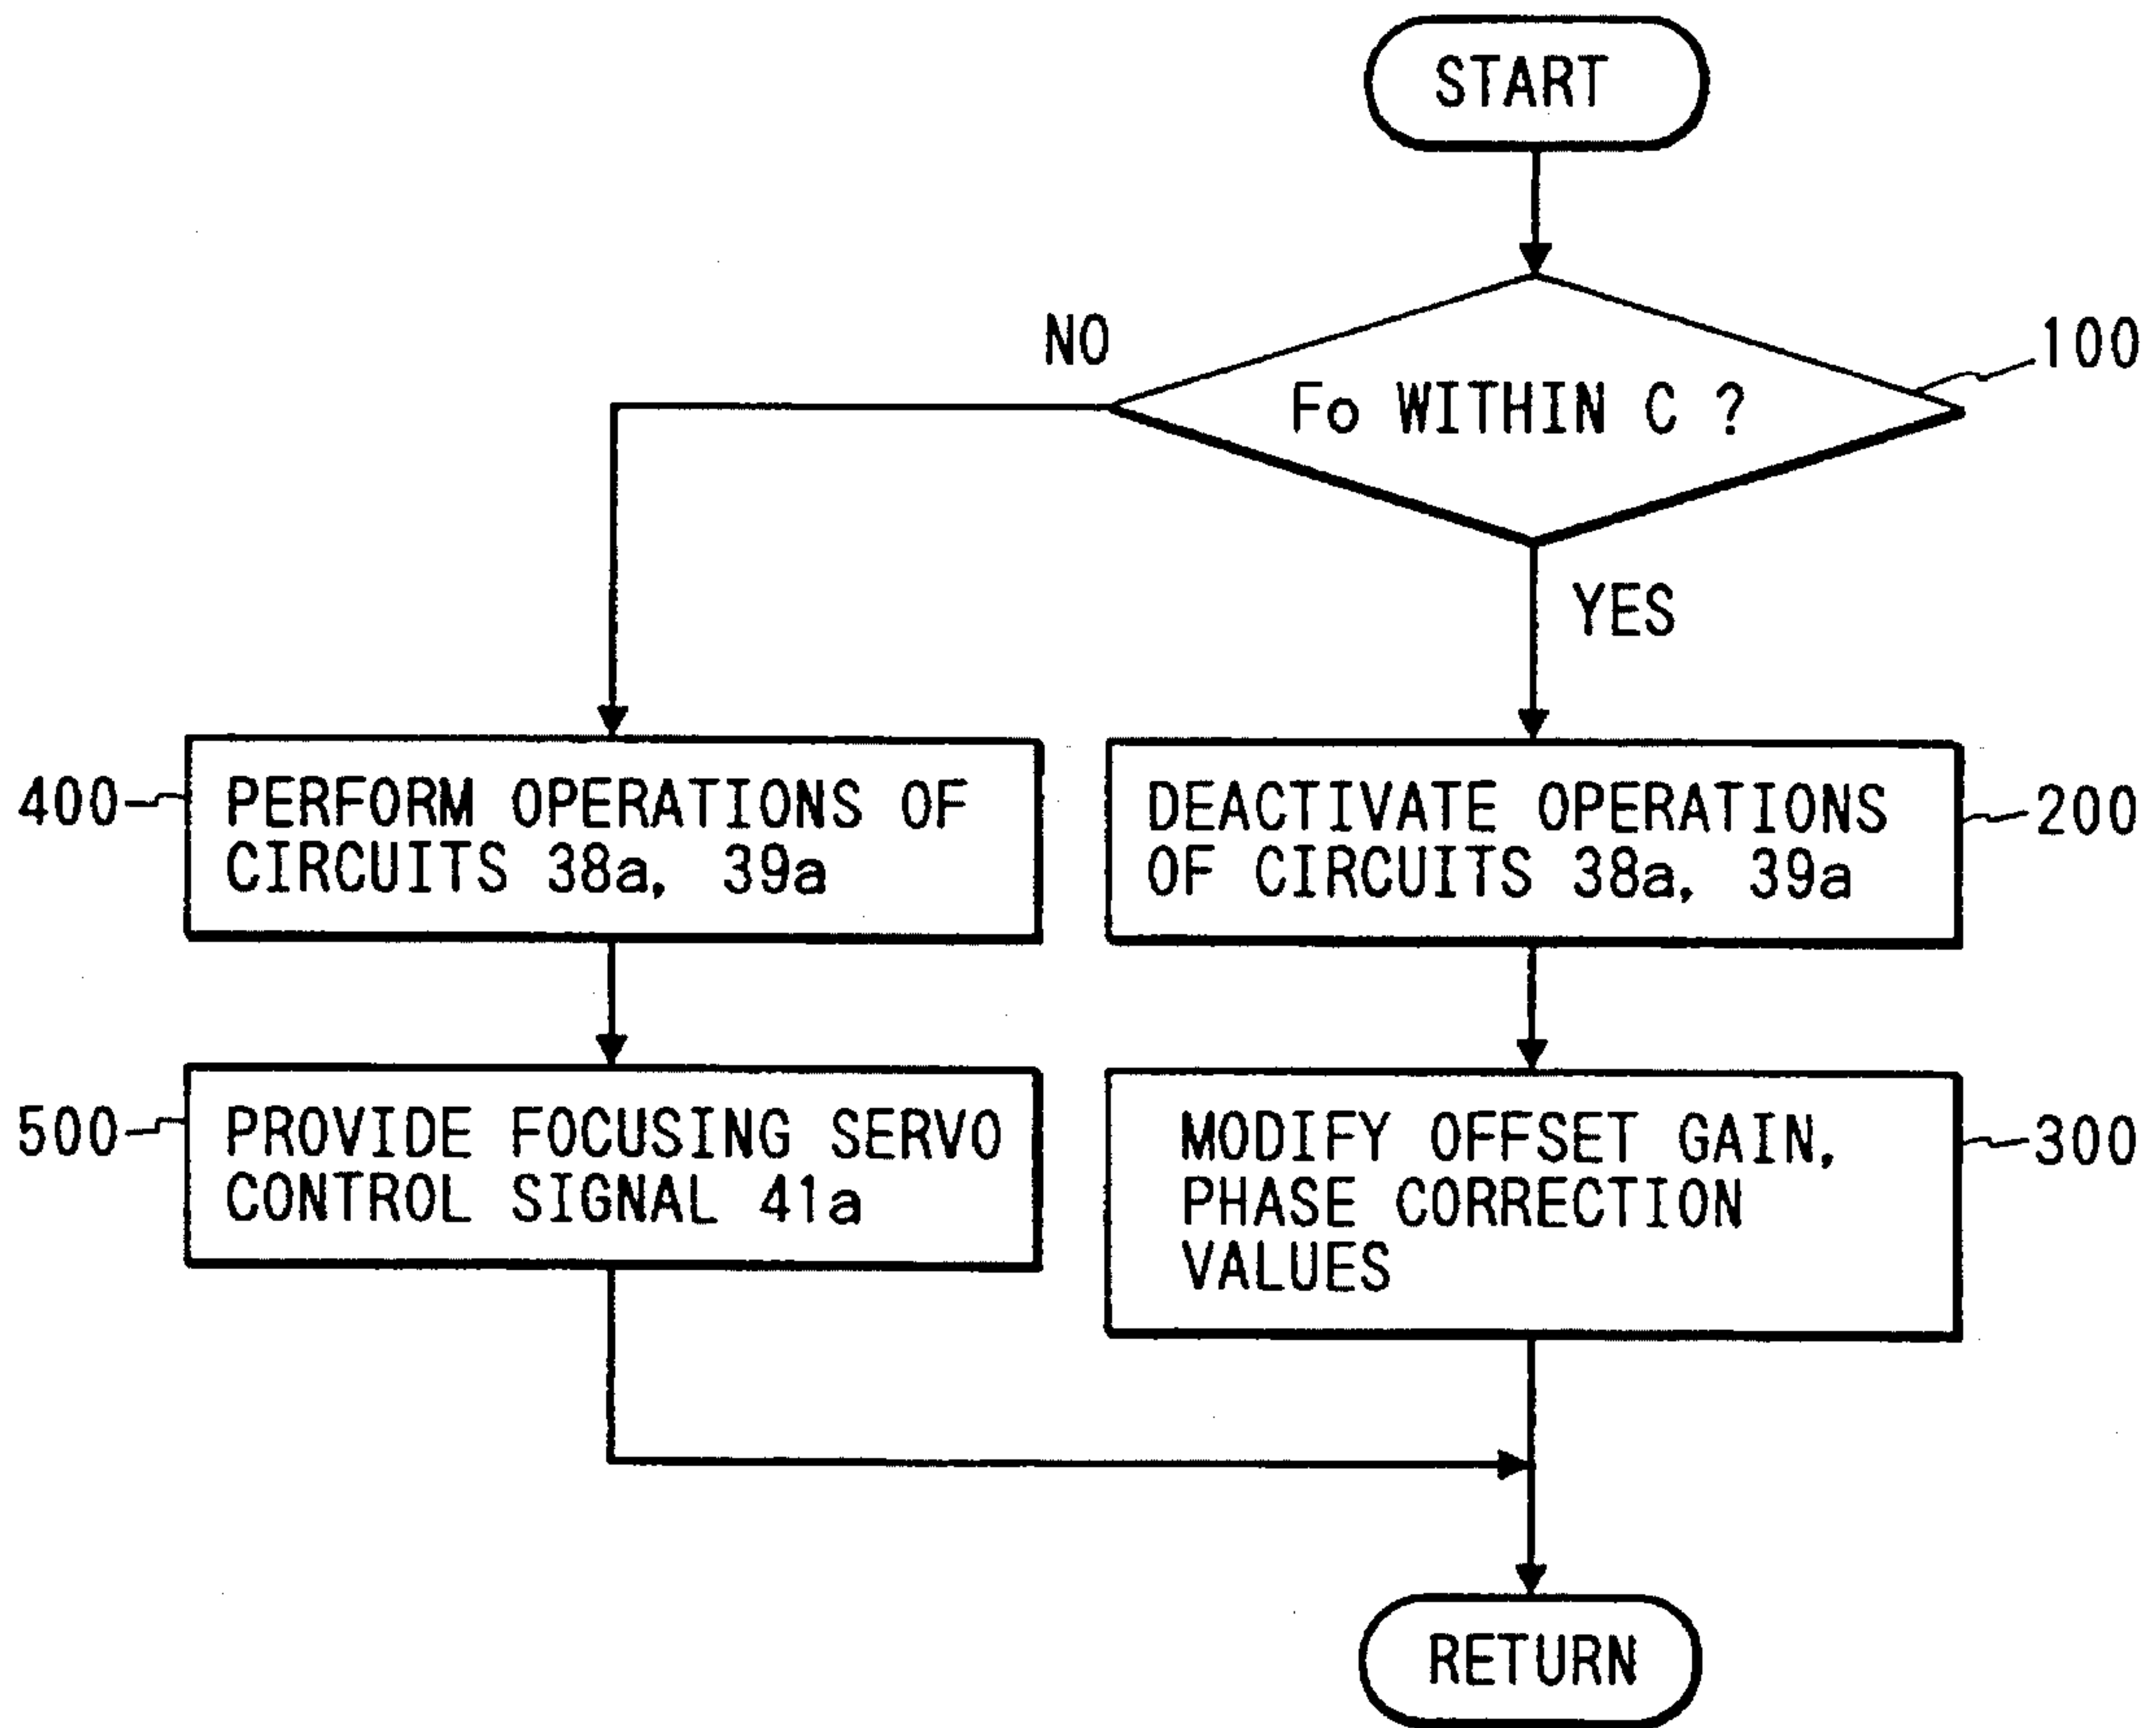 START
NO
100
Fo WITHIN C ?
YES
400
PERFORM OPERATIONS OF
CIRCUITS 38a, 39a
DEACTIVATE OPERATIONS
OF CIRCUITS 38a, 39a
200
500
PROVIDE FOCUSING SERVO
CONTROL SIGNAL 41a
MODIFY OFFSET GAIN,
PHASE CORRECTION
VALUES
300
RETURN